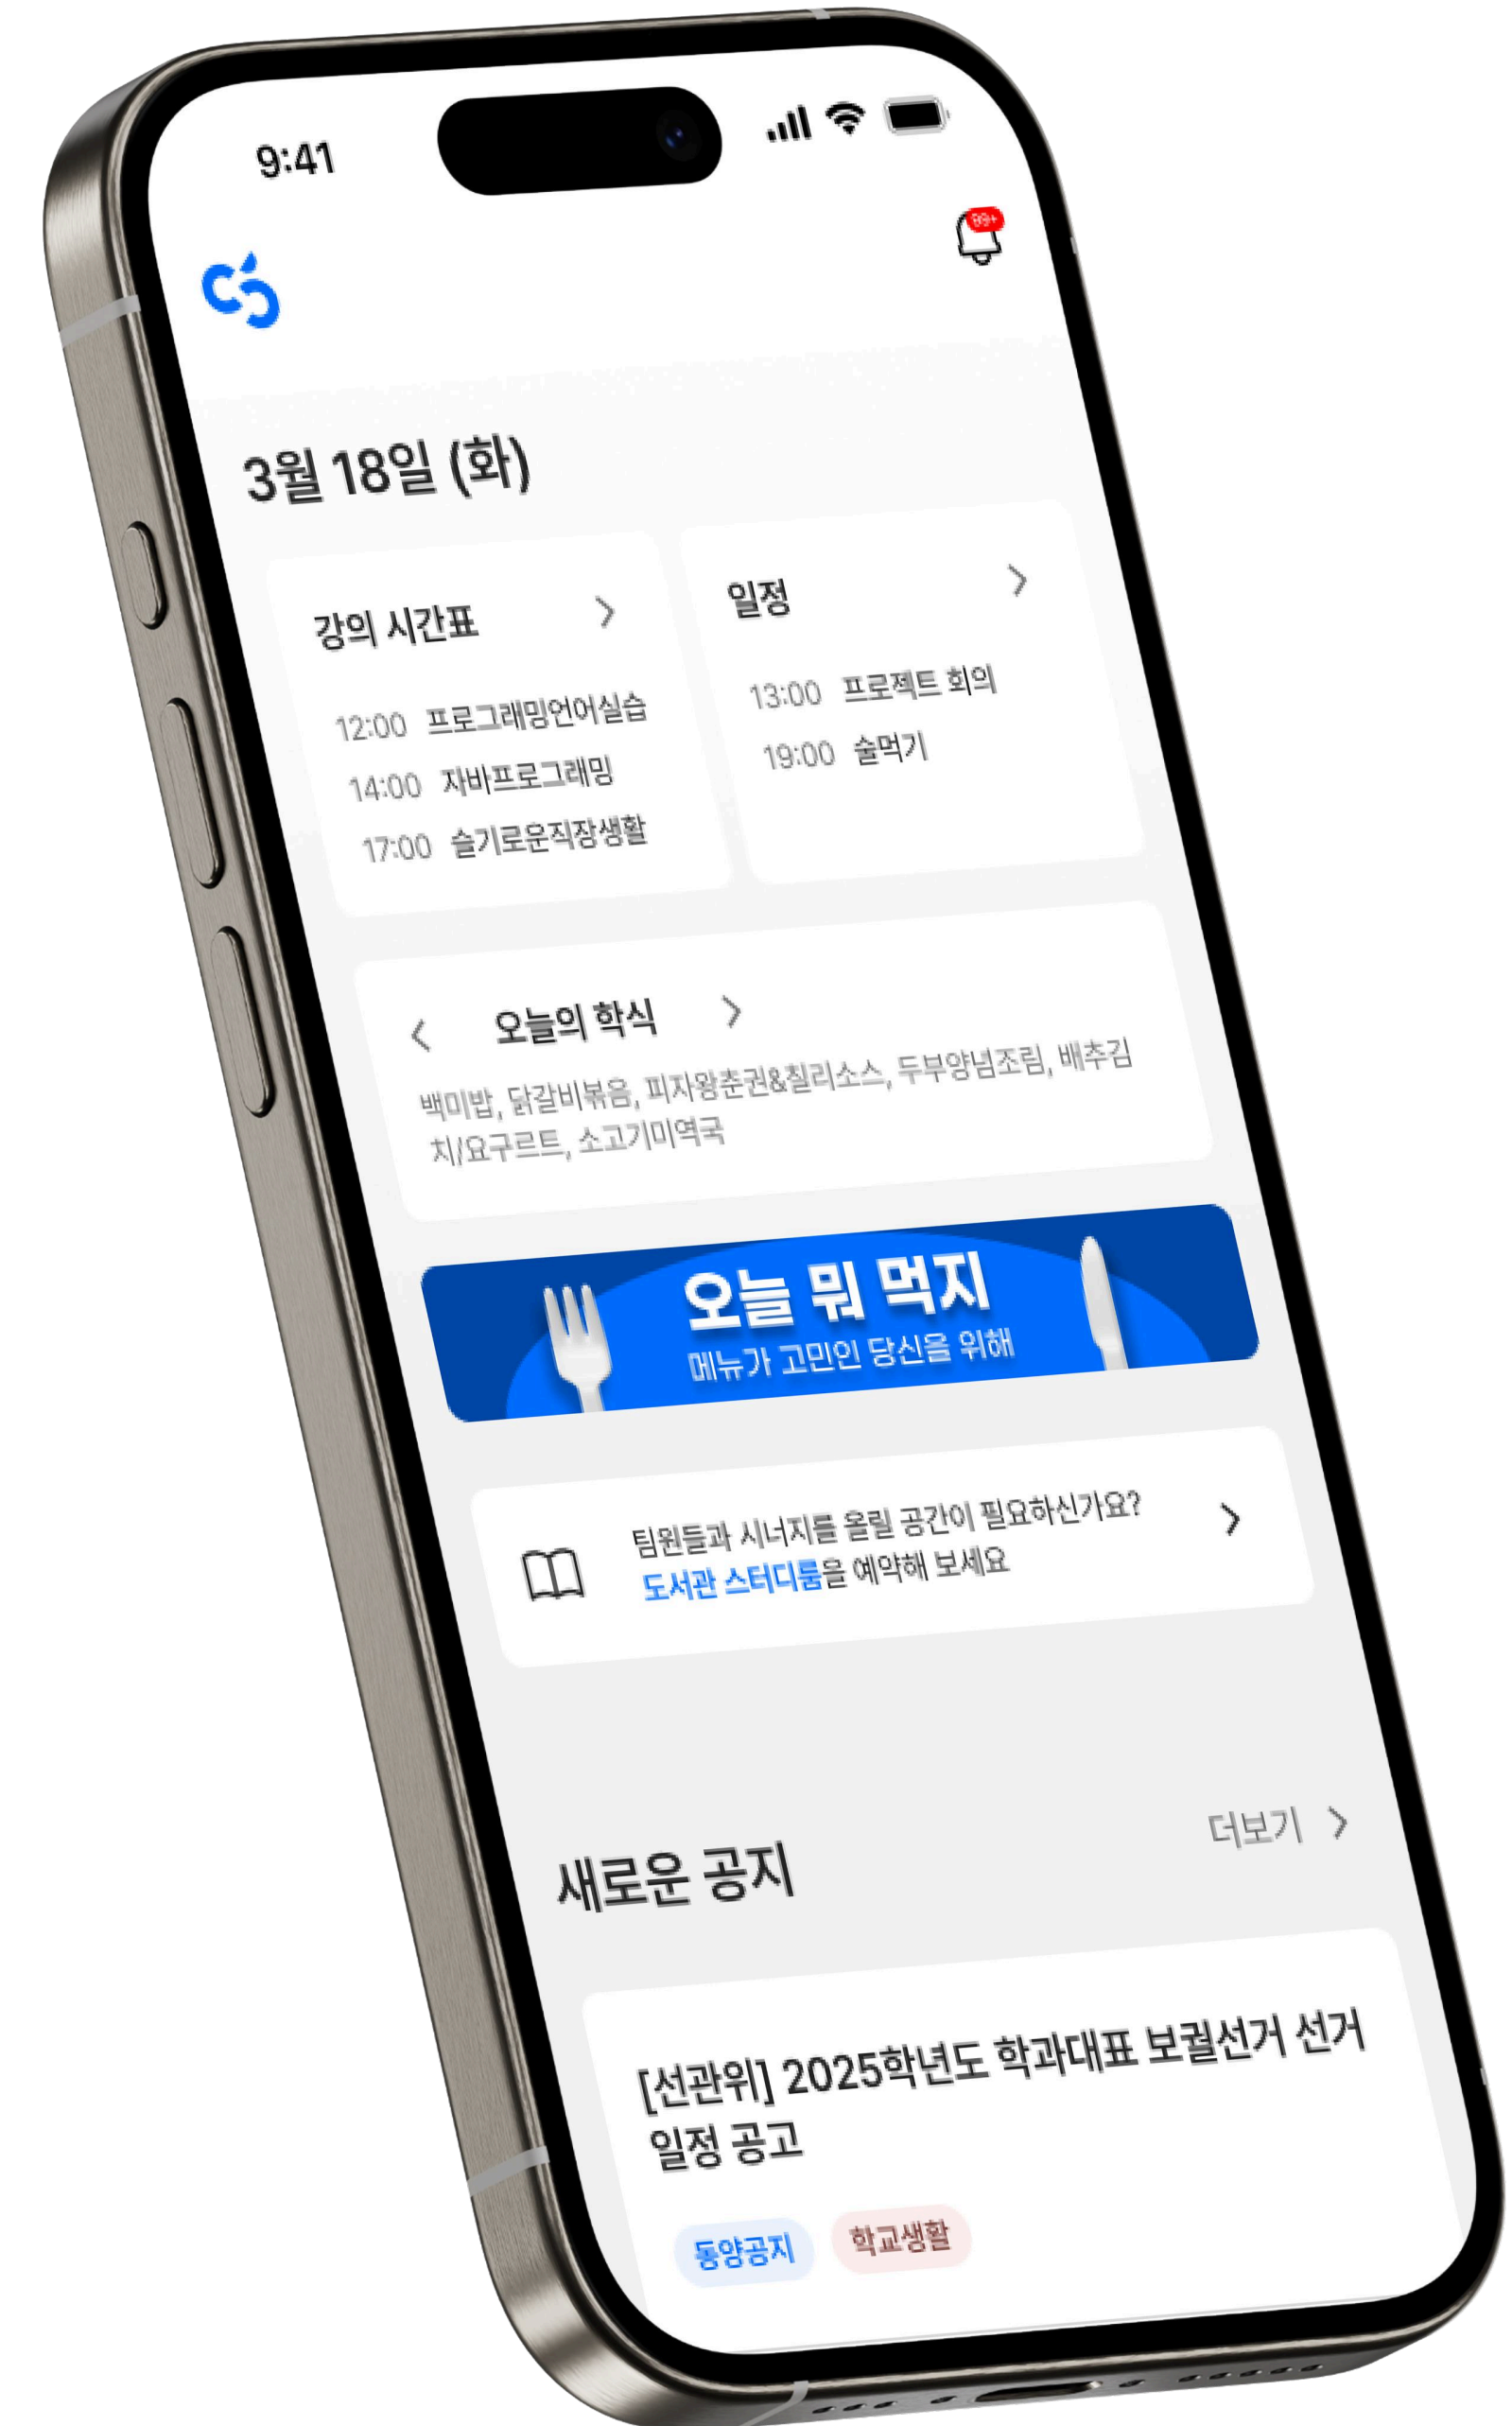 9:41
99+
3월 18일 (화)
강의 시간표
12:00 프로그래밍언어실습
14:00 자바프로그래밍
17:00 슬기로운직장생활
일정
13:00 프로젝트 회의
19:00 술먹기
오늘의 학식
백미밥, 닭갈비볶음, 피자왕춘권&칠리소스, 두부양념조림, 배추김
치/요구르트, 소고기미역국
오늘 뭐 먹지
메뉴가 고민인 당신을 위해
팀원들과 시너지를 올릴 공간이 필요하신가요?
도서관 스터디룸을 예약해 보세요
새로운 공지
더보기
[선관위] 2025학년도 학과대표 보궐선거 선거
일정 공고
동양공지
학교생활